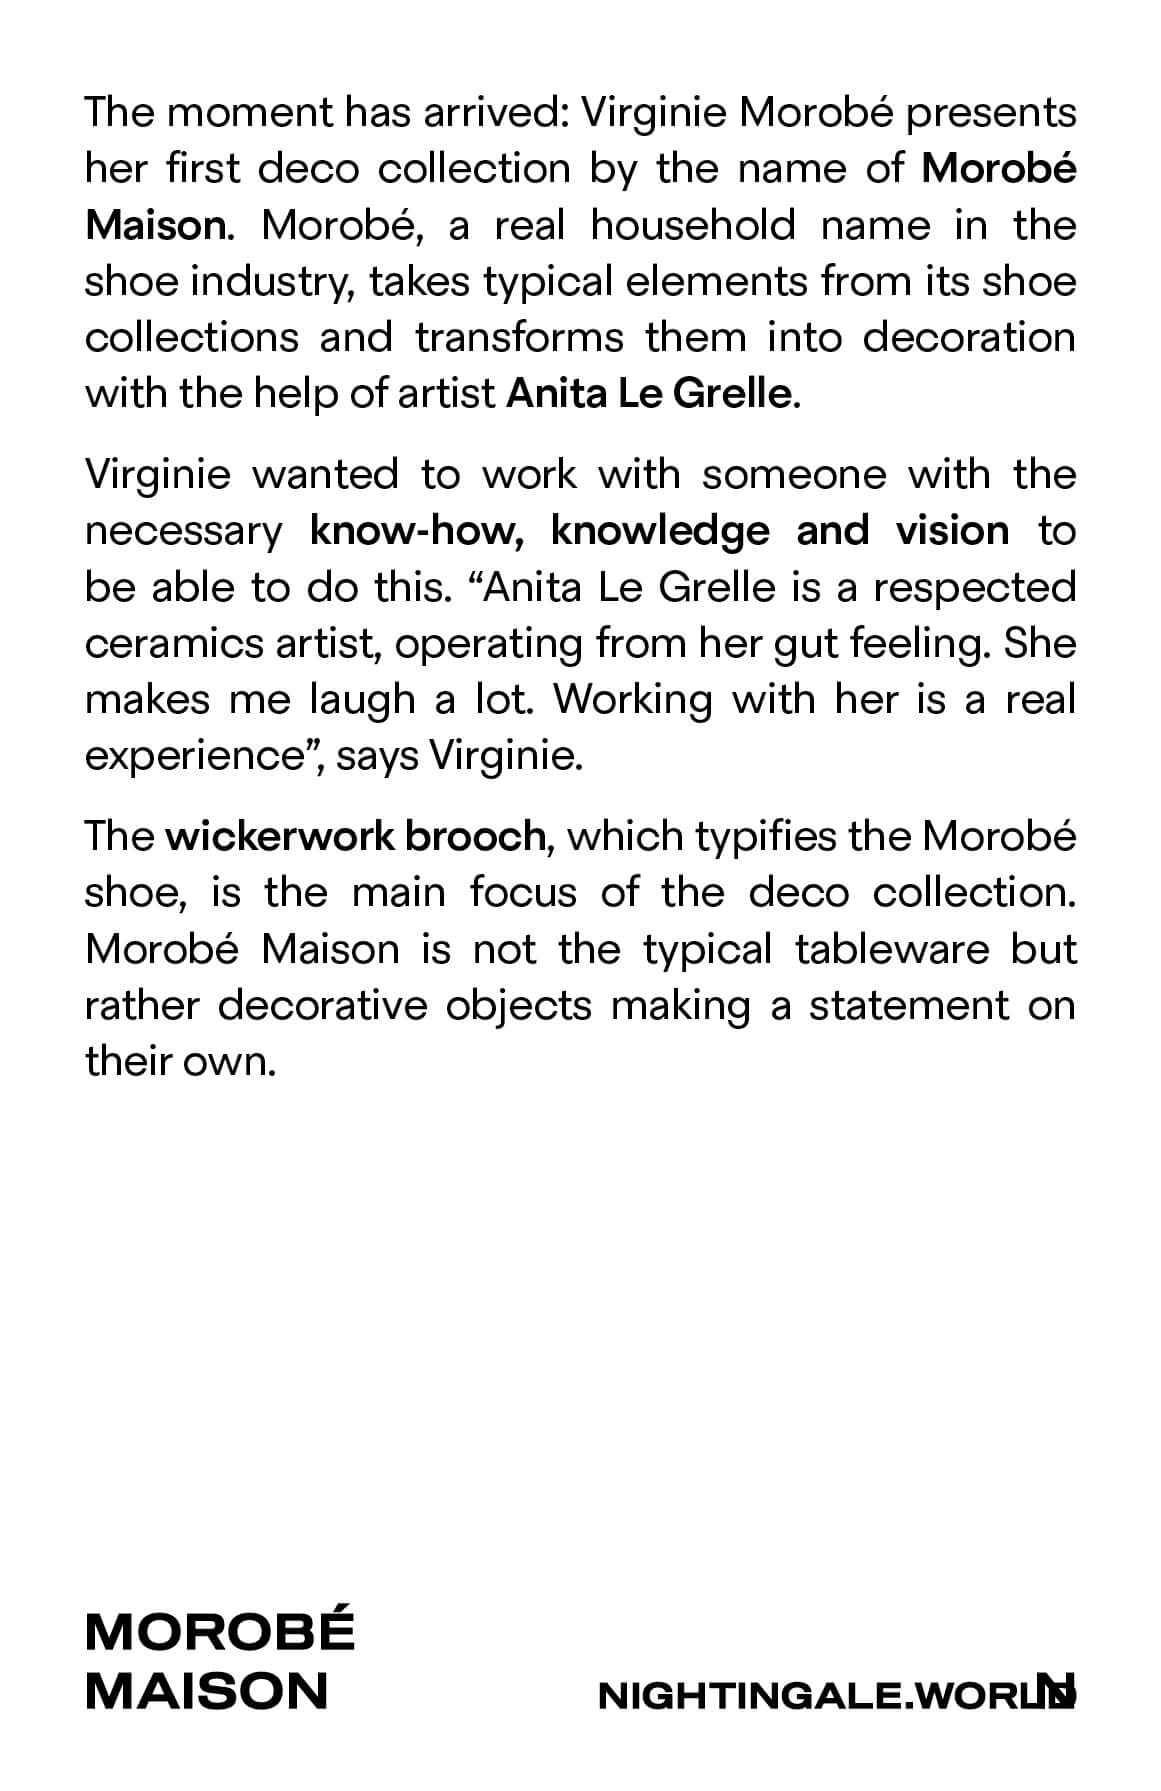 The moment has arrived: Virginie Morobé presents
her first deco collection by the name of Morobé
Maison. Morobé, a real household name in the
shoe industry, takes typical elements from its shoe
collections and transforms them into decoration
with the help of artist Anita Le Grelle.
Virginie wanted to work with someone with the
necessary know-how, knowledge and vision to
be able to do this. “Anita Le Grelle is a respected
ceramics artist, operating from her gut feeling. She
makes me laugh a lot. Working with her is a real
experience”, says Virginie.
The wickerwork brooch, which typifies the Morobé
shoe, is the main focus of the deco collection.
Morobé Maison is not the typical tableware but
rather decorative objects making a statement on
their own.
MOROBÉ
MAISON
NIGHTINGALE.WORLD
N